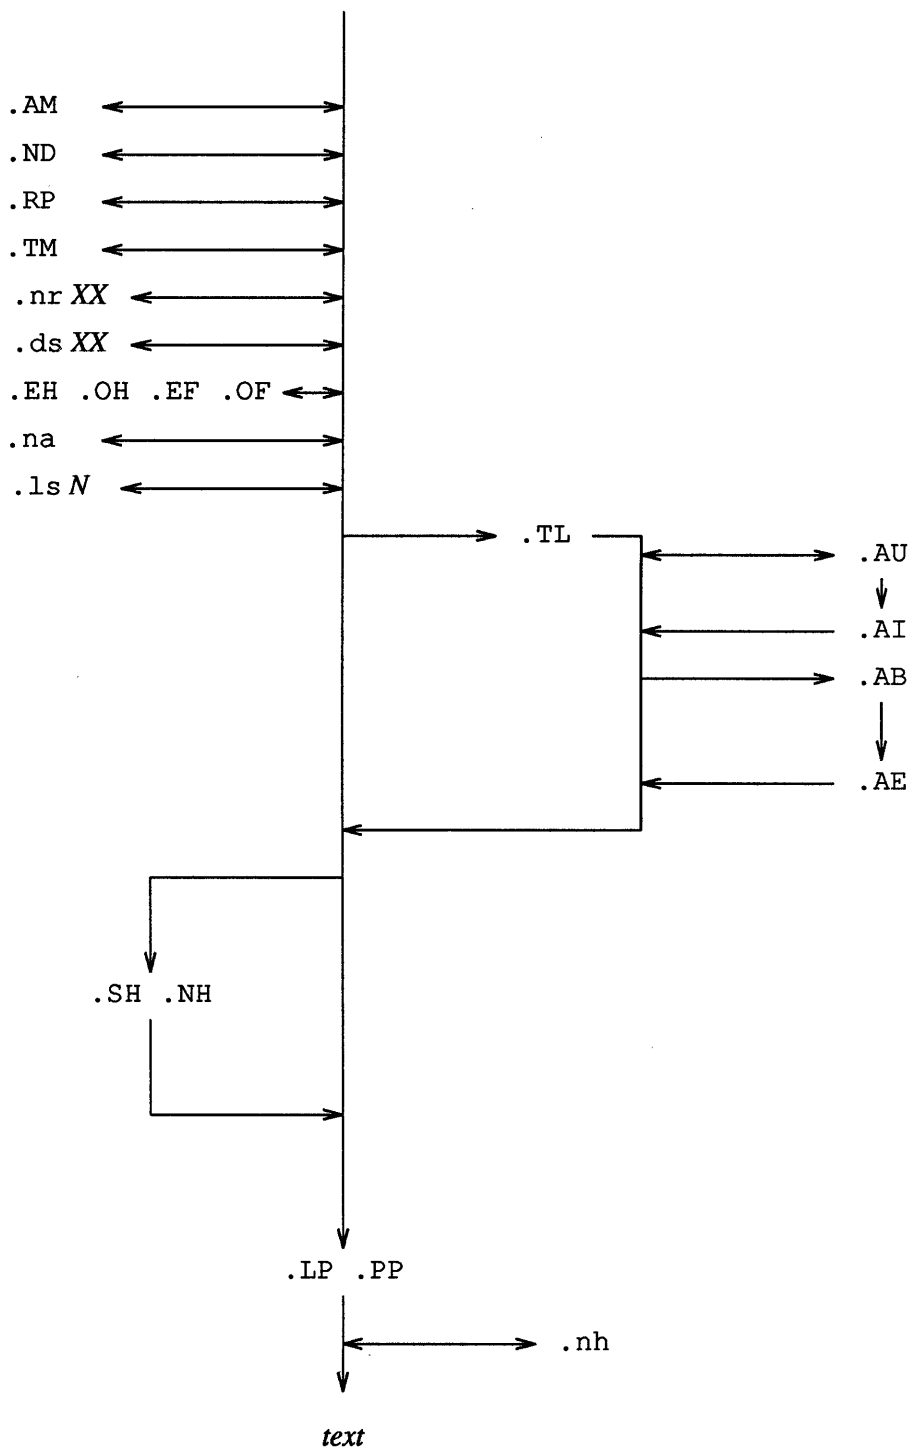 .AM
.ND
.RP
.TM
.nr XX
.ds XX
.EH .OH .EF .OF
.na
.ls N
.TL
.AU
.AI
.AB
.AE
.SH .NH
.LP .PP
.nh
text